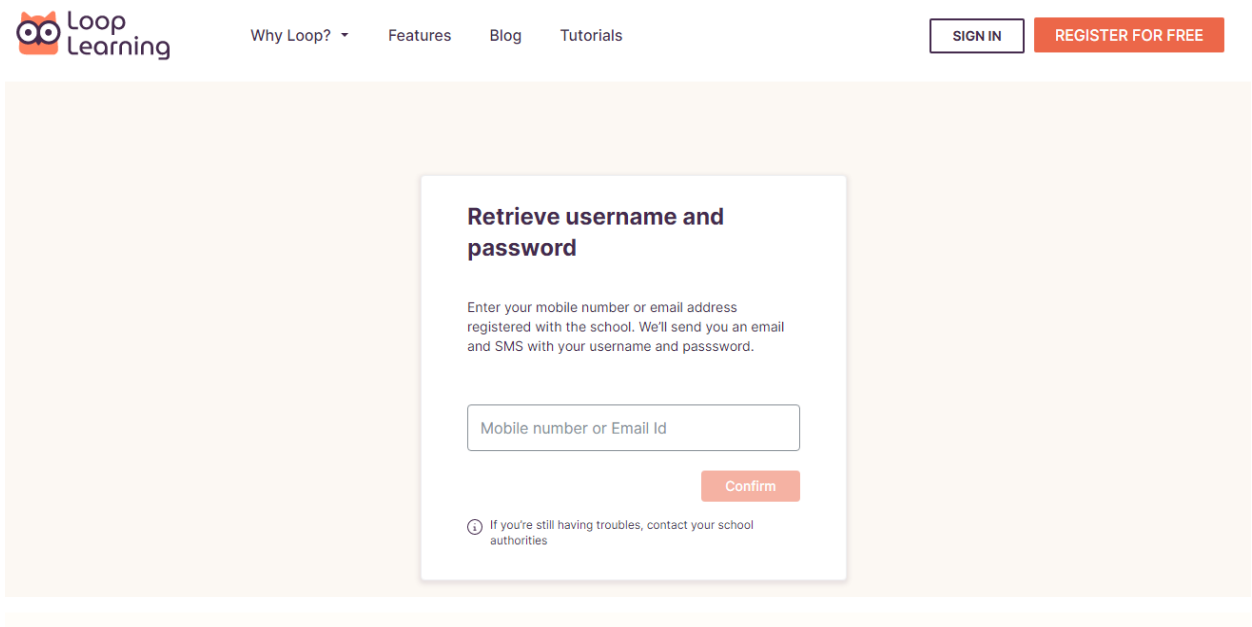 Loop
Learning
Why Loop?
Features
Blog
Tutorials
SIGN IN
REGISTER FOR FREE
Retrieve username and
password
Enter your mobile number or email address
registered with the school. We'll send you an email
and SMS with your username and passsword.
Mobile number or Email Id
Confirm
If you're still having troubles, contact your school
authorities